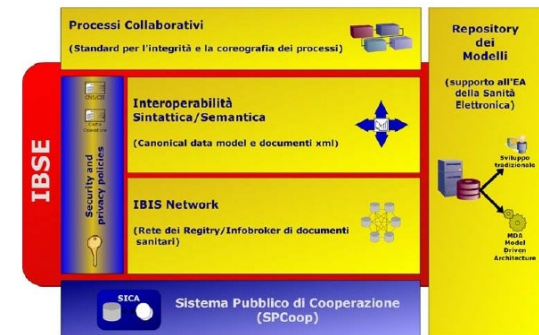 Processi Collaborativi
(Standard per l'integrità e la coreografia dei processi)
Repository
dei
Modelli
(supporto all'EA
della Sanità
Elettronica)
Sviluppo
tradizionale
MDA
Model
Driven
Architecture
IBSE
Security and
privacy policies
Interoperabilità
Sintattica/Semantica
(Canonical data model e documenti xml)
IBIS Network
(Rete dei Regitry/Infobroker di documenti
sanitari)
SICA
Sistema Pubblico di Cooperazione
(SPCoop)